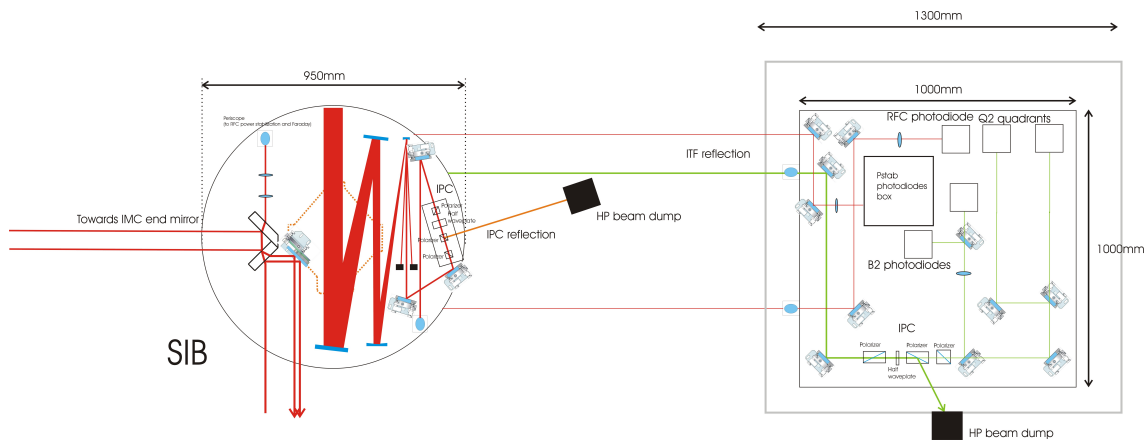 1300mm
950mm
1000mm
Periscope
(to RFC power stabilization and Faraday)
RFC photodiode
Q2 quadrants
ITF reflection
Pstab
photodiodes
box
IPC
Polarizer
Half
waveplate
Polarizer
Polarizer
HP beam dump
Towards IMC end mirror
IPC reflection
1000mm
B2 photodiodes
SIB
IPC
Polarizer
Polarizer
Polarizer
Half
waveplate
HP beam dump